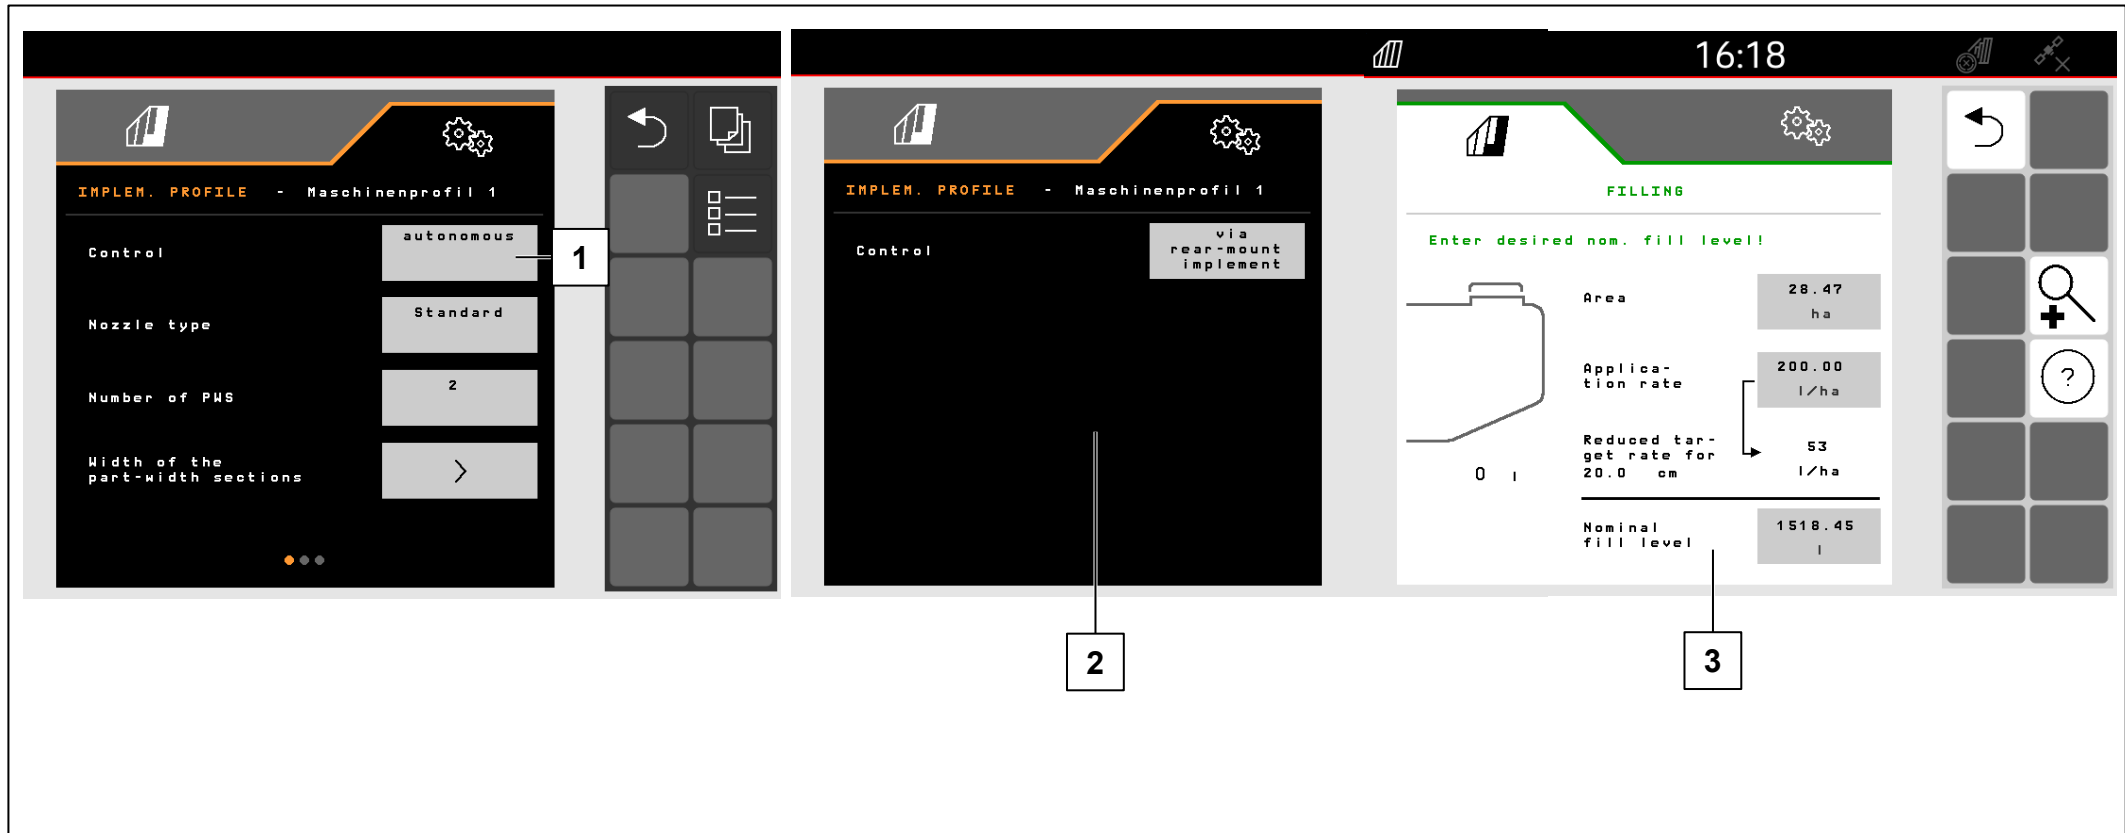 IMPLEM. PROFILE - Maschinenprofil 1
Control
autonomous
1
Nozzle type
Standard
Number of PWS
2
Width of the
part-width sections
>
IMPLEM. PROFILE - Maschinenprofil 1
Control
via
rear-mount
implement
2
16:18
FILLING
Enter desired nom. fill level!
Area
28.47
ha
Applica-
tion rate
200.00
l/ha
Reduced tar-
get rate for
20.0 cm
53
l/ha
0 l
Nominal
fill level
1518.45
l
?
3